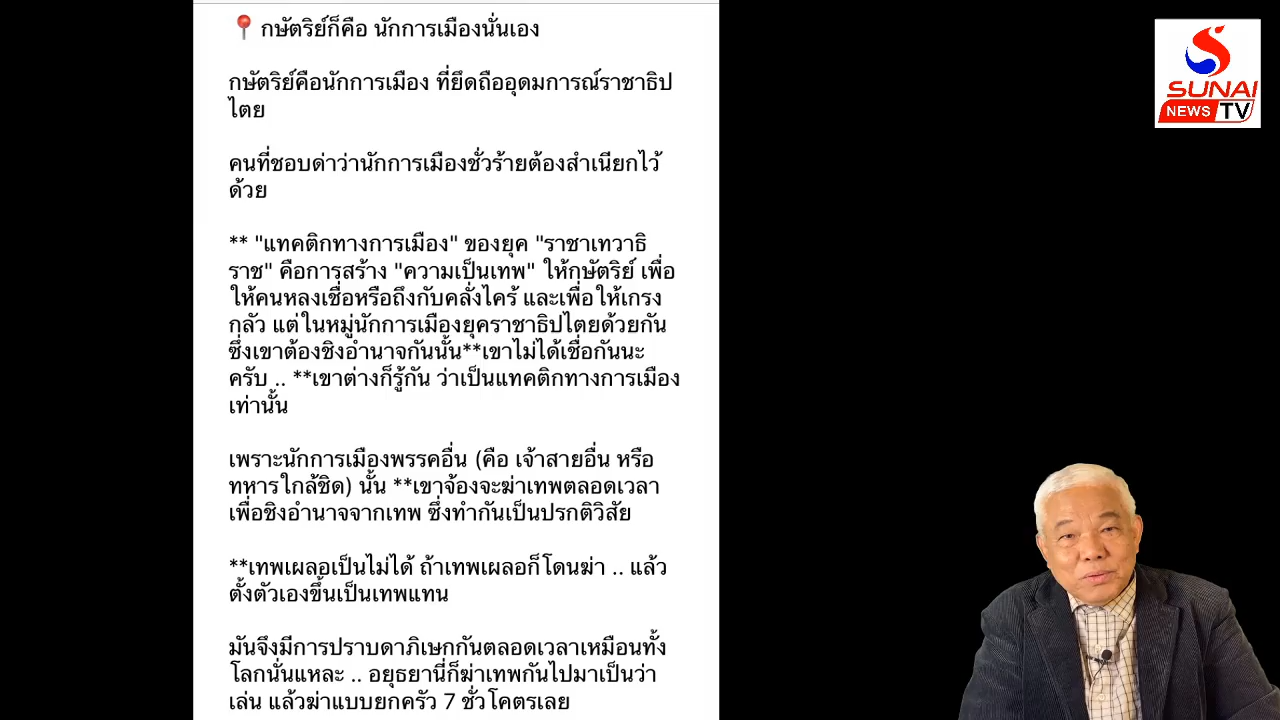 📍 กษัตริย์ก็คือ นักการเมืองนั่นเอง
กษัตริย์คือนักการเมือง ที่ยึดถืออุดมการณ์ราชาธิป
ไตย
คนที่ชอบด่าว่านักการเมืองชั่วร้ายต้องสำเนียกไว้
ด้วย
** "แทคติกทางการเมือง" ของยุค "ราชาเทวาธิ
ราช" คือการสร้าง "ความเป็นเทพ" ให้กษัตริย์ เพื่อ
ให้คนหลงเชื่อหรือถึงกับคลั่งไคร้ และเพื่อให้เกรง
กลัว แต่ในหมู่นักการเมืองยุคราชาธิปไตยด้วยกัน
ซึ่งเขาต้องชิงอำนาจกันนั้น**เขาไม่ได้เชื่อกันนะ
ครับ .. **เขาต่างก็รู้กัน ว่าเป็นแทคติกทางการเมือง
เท่านั้น
เพราะนักการเมืองพรรคอื่น (คือ เจ้าสายอื่น หรือ
ทหารใกล้ชิด) นั้น **เขาจ้องจะฆ่าเทพตลอดเวลา
เพื่อชิงอำนาจจากเทพ ซึ่งทำกันเป็นปรกติวิสัย
**เทพเผลอเป็นไม่ได้ ถ้าเทพเผลอก็โดนฆ่า .. แล้ว
ตั้งตัวเองขึ้นเป็นเทพแทน
มันจึงมีการปราบดาภิเษกกันตลอดเวลาเหมือนทั้ง
โลกนั่นแหละ .. อยุธยานี่ก็ฆ่าเทพกันไปมาเป็นว่า
เล่น แล้วฆ่าแบบยกครัว 7 ชั่วโคตรเลย
SUNAI
NEWS TV